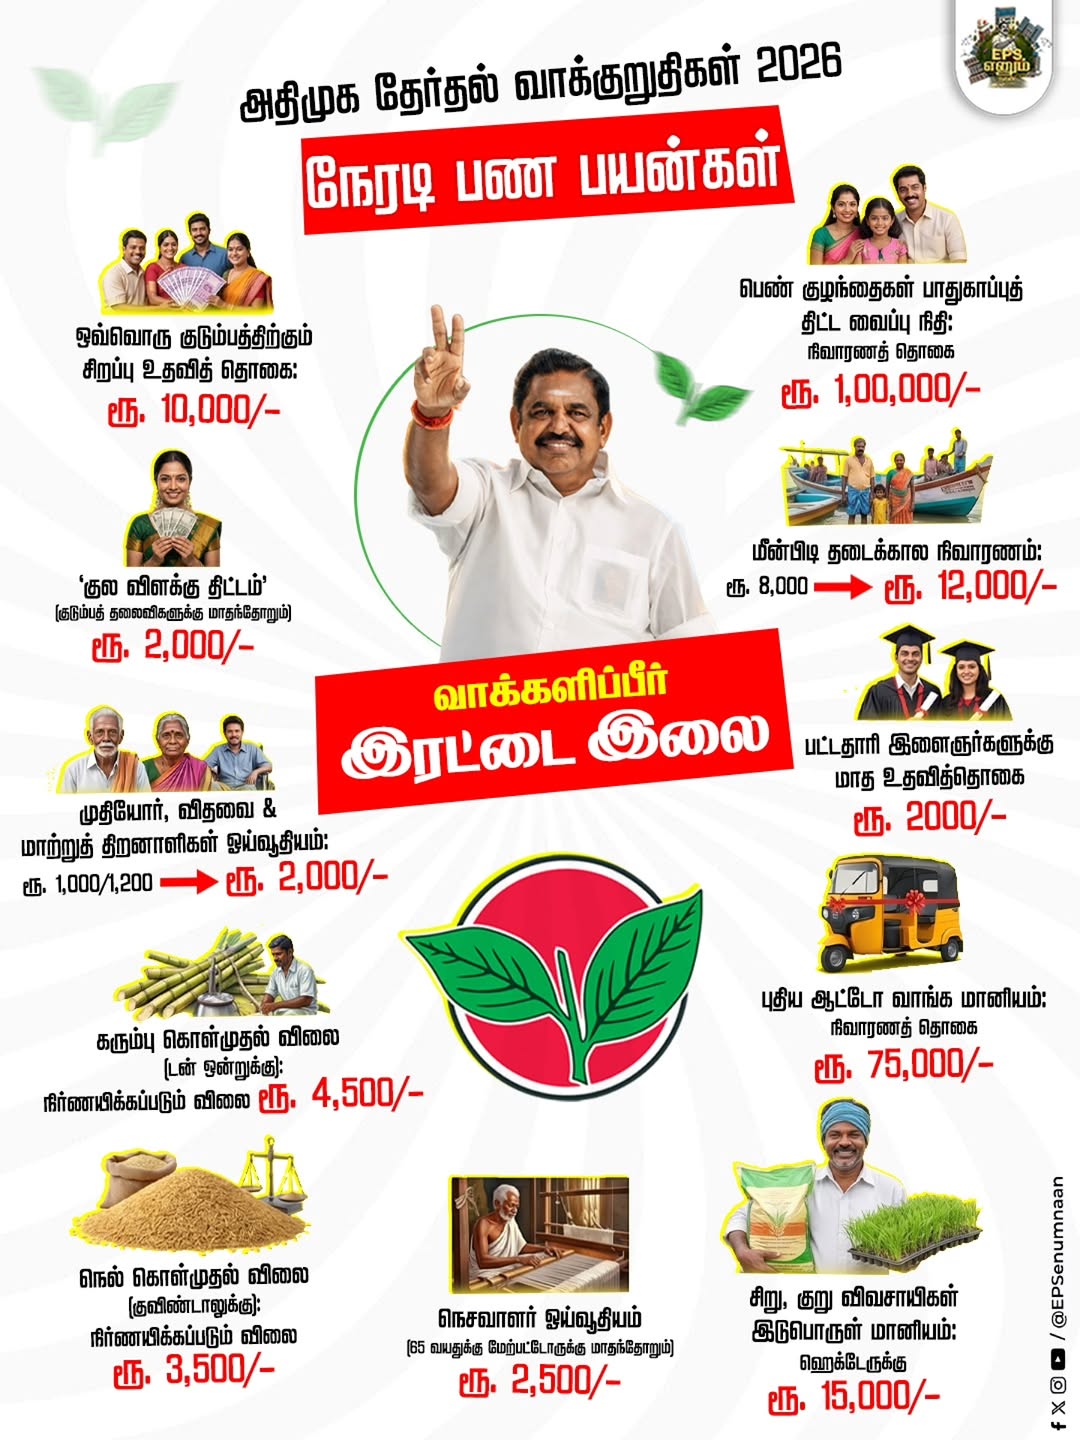 EPS
எனும்
அதிமுக தேர்தல் வாக்குறுதிகள் 2026
நேரடி பண பயன்கள்
ஒவ்வொரு குடும்பத்திற்கும்
சிறப்பு உதவித் தொகை:
ரூ. 10,000/-
'குல விளக்கு திட்டம்'
(குடும்பத் தலைவிகளுக்கு மாதந்தோறும்)
ரூ. 2,000/-
முதியோர், விதவை &
மாற்றுத் திறனாளிகள் ஓய்வூதியம்:
ரூ. 1,000/1,200 ரூ. 2,000/-
கரும்பு கொள்முதல் விலை
(டன் ஒன்றுக்கு):
நிர்ணயிக்கப்படும் விலை ரூ. 4,500/-
நெல் கொள்முதல் விலை
(குவிண்டாலுக்கு):
நிர்ணயிக்கப்படும் விலை
ரூ. 3,500/-
வாக்களிப்பீர்
இரட்டை இலை
நெசவாளர் ஓய்வூதியம்
(65 வயதுக்கு மேற்பட்டோருக்கு மாதந்தோறும்)
ரூ. 2,500/-
பெண் குழந்தைகள் பாதுகாப்புத்
திட்ட வைப்பு நிதி:
நிவாரணத் தொகை
ரூ. 1,00,000/-
மீன்பிடி தடைக்கால நிவாரணம்:
ரூ. 8,000 ரூ. 12,000/-
பட்டதாரி இளைஞர்களுக்கு
மாத உதவித்தொகை
ரூ. 2000/-
புதிய ஆட்டோ வாங்க மானியம்:
நிவாரணத் தொகை
ரூ. 75,000/-
சிறு, குறு விவசாயிகள்
இடுபொருள் மானியம்:
ஹெக்டேருக்கு
ரூ. 15,000/-
/ @EPSenumnaan